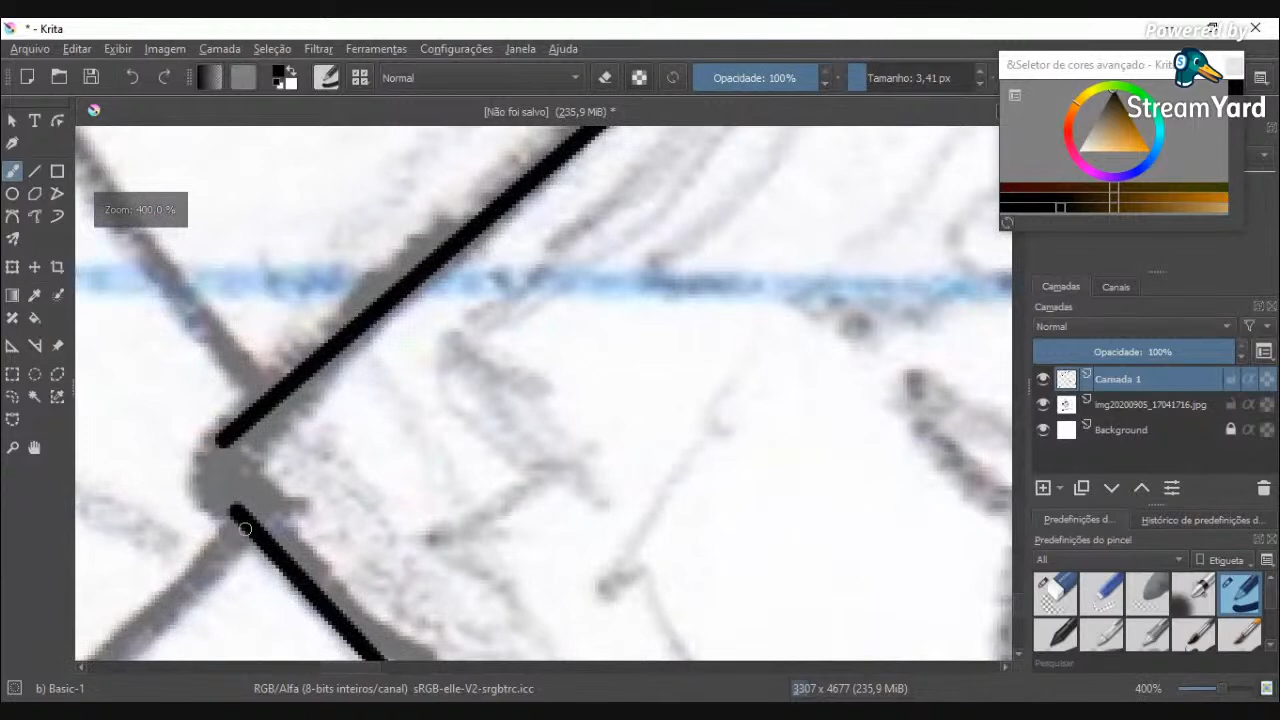 * - Krita
Powered by
StreamYard
Arquivo Editar Exibir Imagem Camada Seleção Filtrar Ferramentas Configurações Janela Ajuda
Normal Opacidade: 100% Tamanho: 3,41 px
&Seletor de cores avançado - Krita
[Não foi salvo] (235,9 MiB) *
Zoom: 400,0 %
Camadas Canais
Camadas
Normal
Opacidade: 100%
Camada 1
img20200905_17041716.jpg
Background
Predefinições d... Histórico de predefinições d...
Predefinições do pincel
All Etiqueta
Pesquisar
b) Basic-1 RGB/Alfa (8-bits inteiros/canal) sRGB-elle-V2-srgbtrc.icc 3307 x 4677 (235,9 MiB) 400%